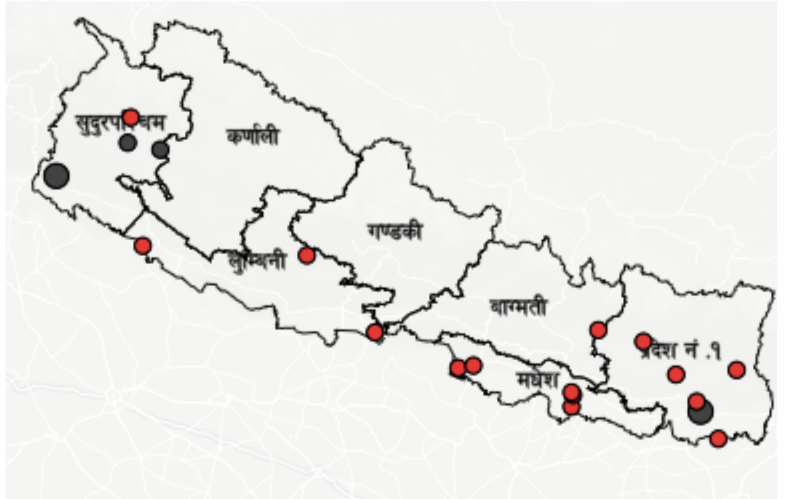 सुदुरपश्चिम
कर्णाली
गण्डकी
लुम्बिनी
बाग्मती
प्रदेश नं .१
मधेश